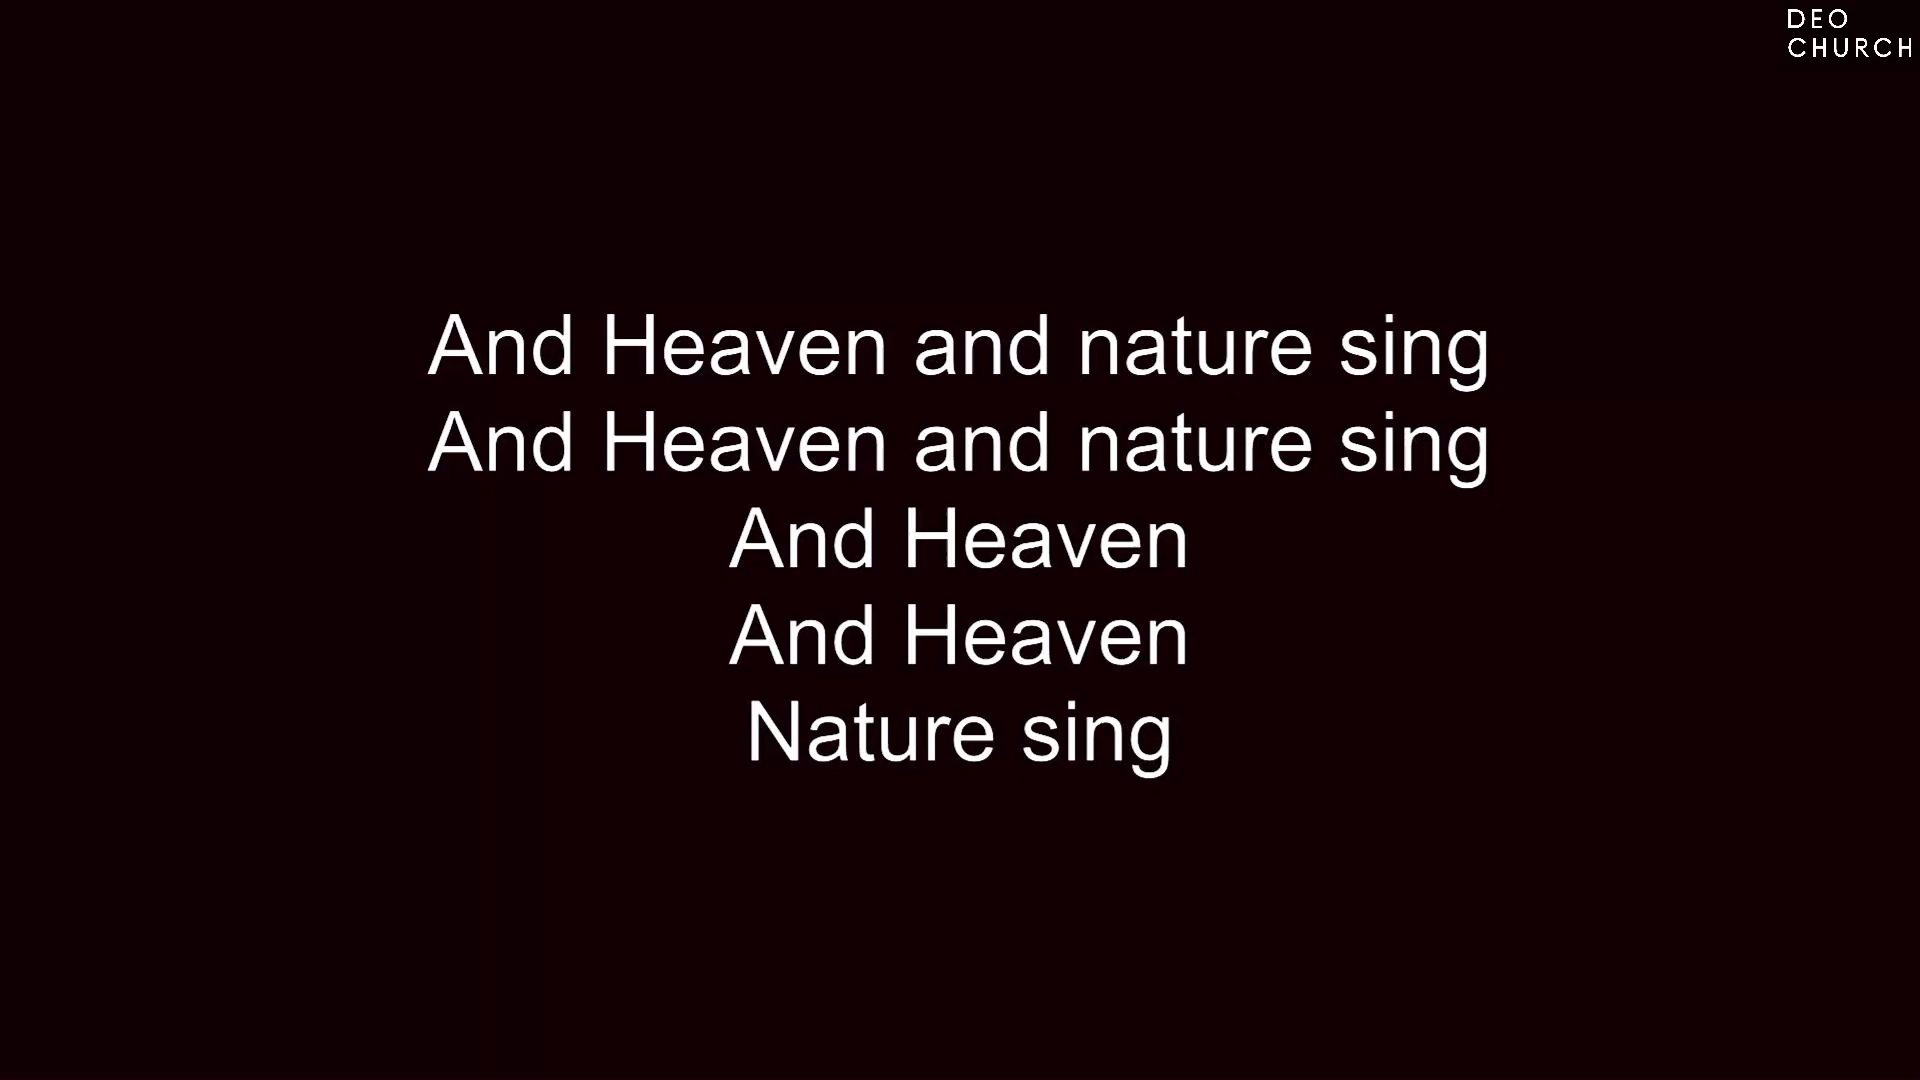 DEO
CHURCH
And Heaven and nature sing
And Heaven and nature sing
And Heaven
And Heaven
Nature sing